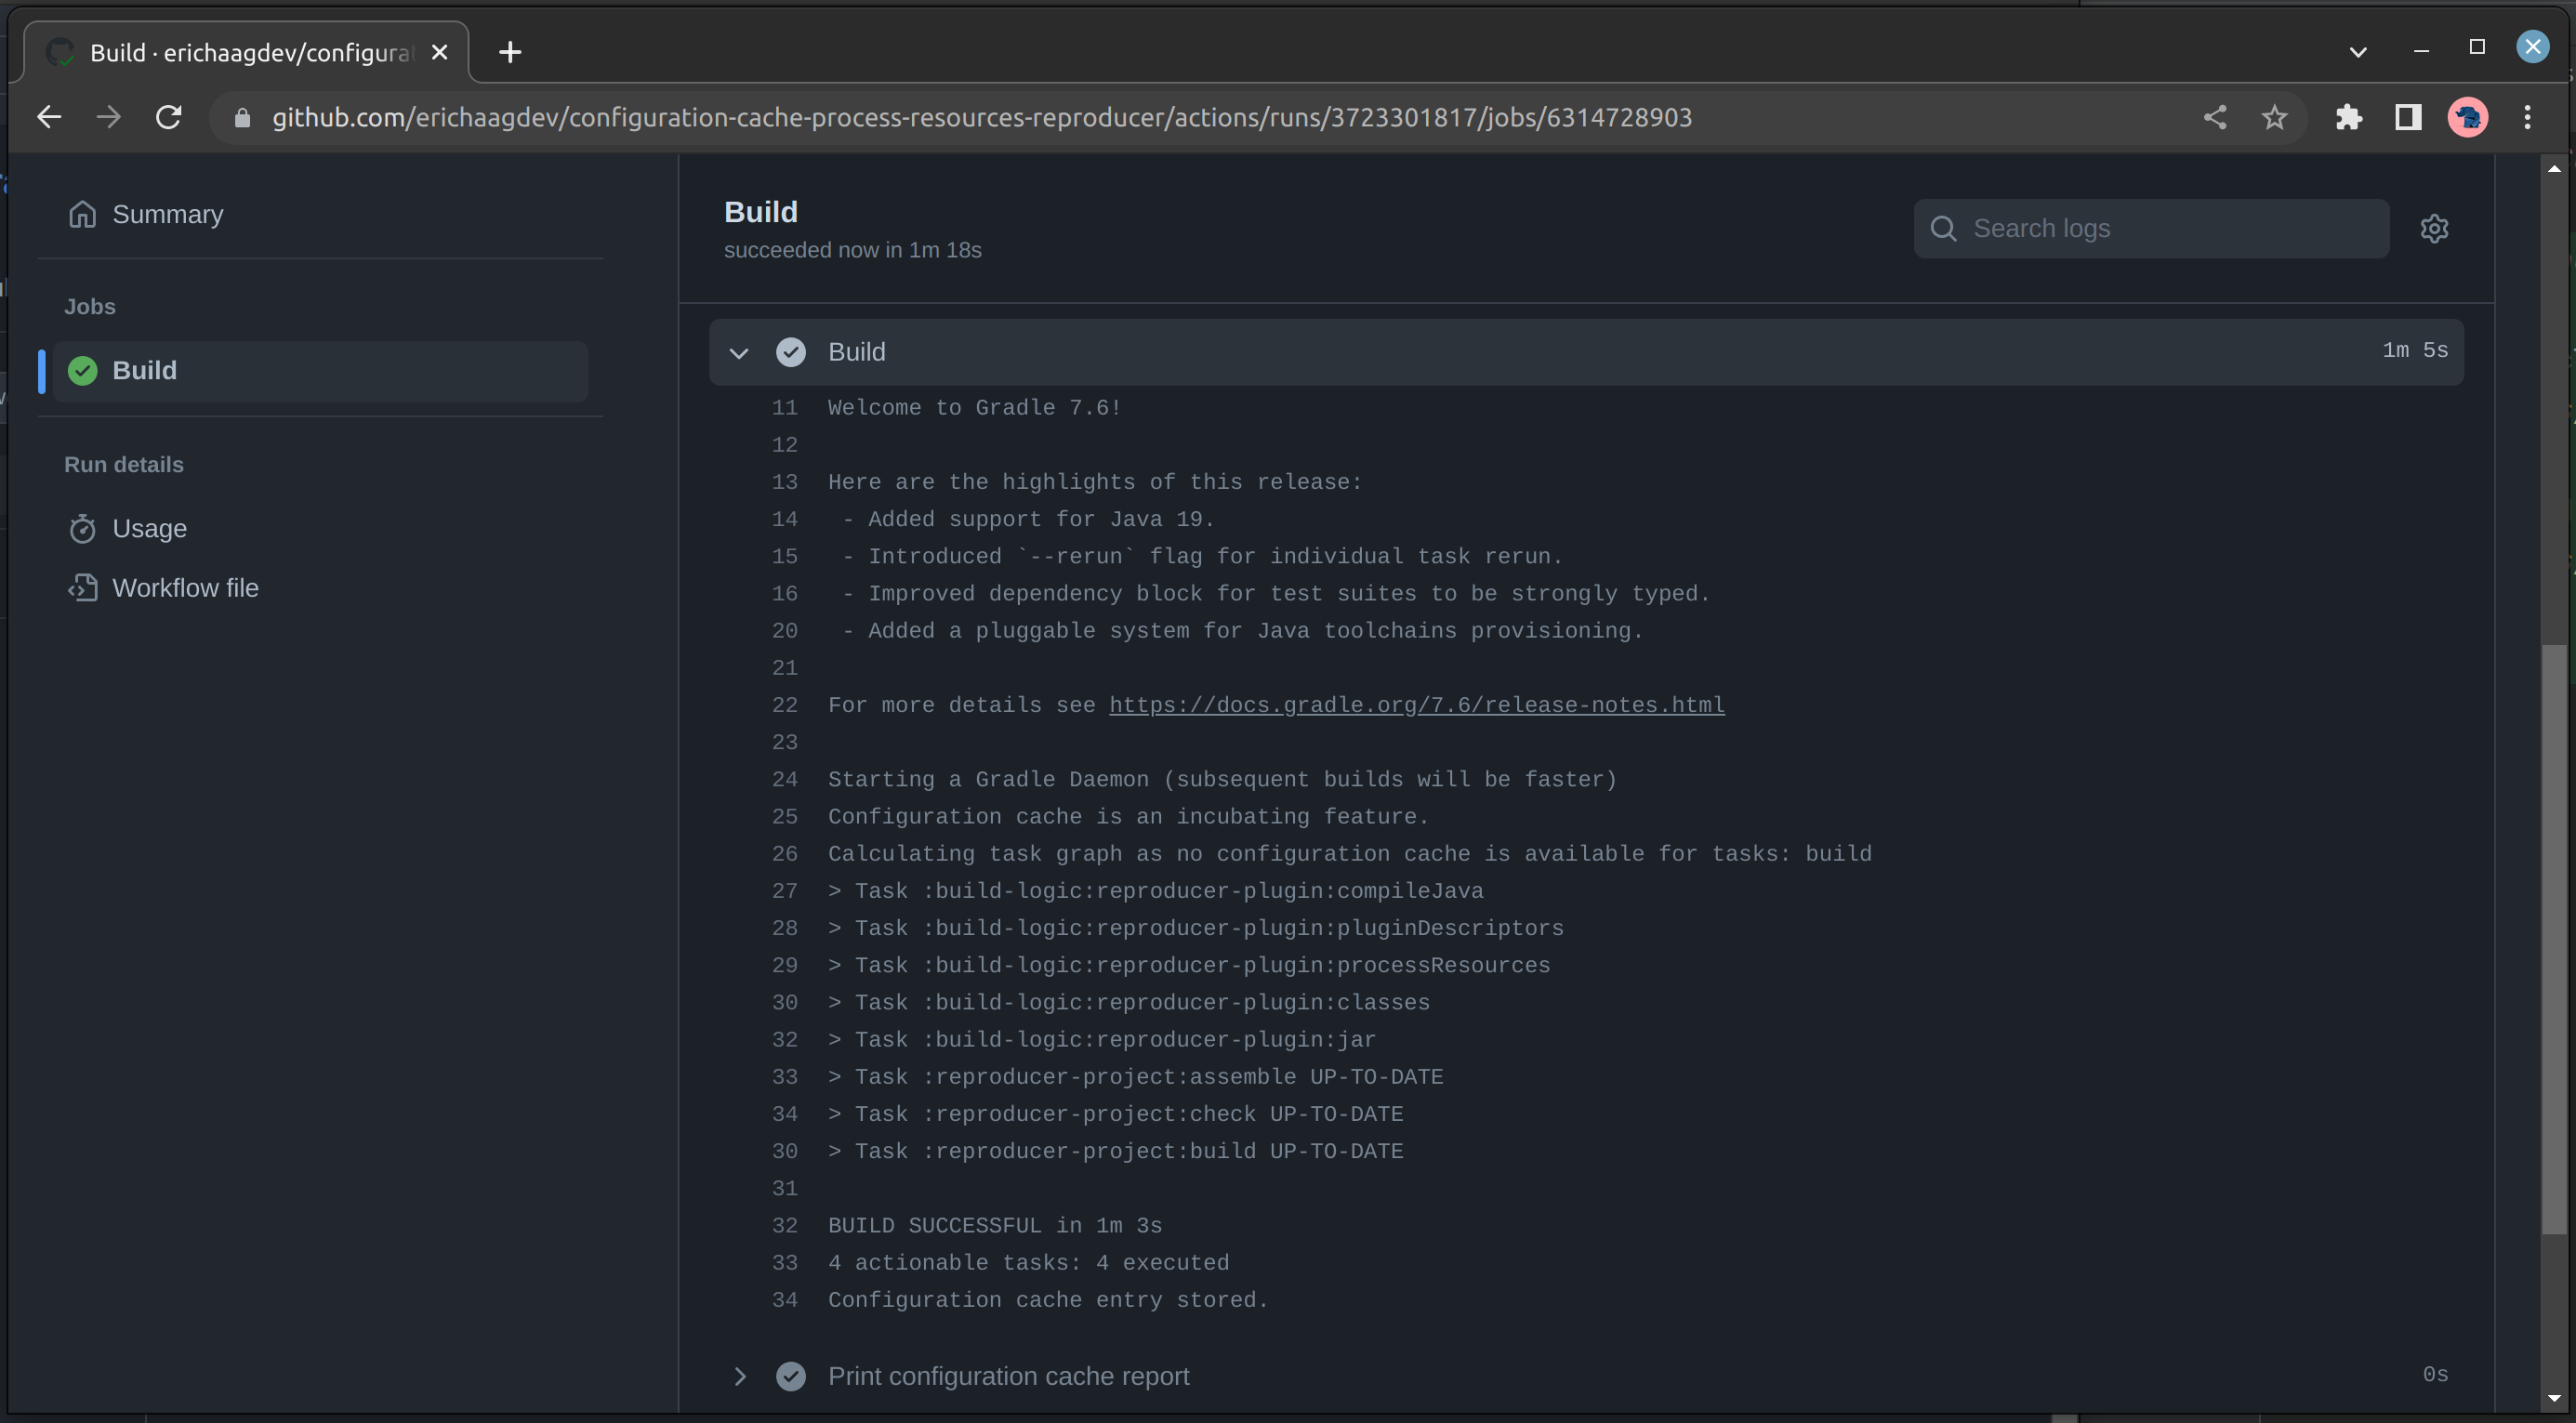 Build · erichaagdev/configurat
github.com/erichaagdev/configuration-cache-process-resources-reproducer/actions/runs/3723301817/jobs/6314728903
Summary
Jobs
Build
Run details
Usage
Workflow file
Build
succeeded now in 1m 18s
Search logs
Build 1m 5s
11 Welcome to Gradle 7.6!
12
13 Here are the highlights of this release:
14 - Added support for Java 19.
15 - Introduced `--rerun` flag for individual task rerun.
16 - Improved dependency block for test suites to be strongly typed.
20 - Added a pluggable system for Java toolchains provisioning.
21
22 For more details see https://docs.gradle.org/7.6/release-notes.html
23
24 Starting a Gradle Daemon (subsequent builds will be faster)
25 Configuration cache is an incubating feature.
26 Calculating task graph as no configuration cache is available for tasks: build
27 > Task :build-logic:reproducer-plugin:compileJava
28 > Task :build-logic:reproducer-plugin:pluginDescriptors
29 > Task :build-logic:reproducer-plugin:processResources
30 > Task :build-logic:reproducer-plugin:classes
32 > Task :build-logic:reproducer-plugin:jar
33 > Task :reproducer-project:assemble UP-TO-DATE
34 > Task :reproducer-project:check UP-TO-DATE
30 > Task :reproducer-project:build UP-TO-DATE
31
32 BUILD SUCCESSFUL in 1m 3s
33 4 actionable tasks: 4 executed
34 Configuration cache entry stored.
Print configuration cache report 0s